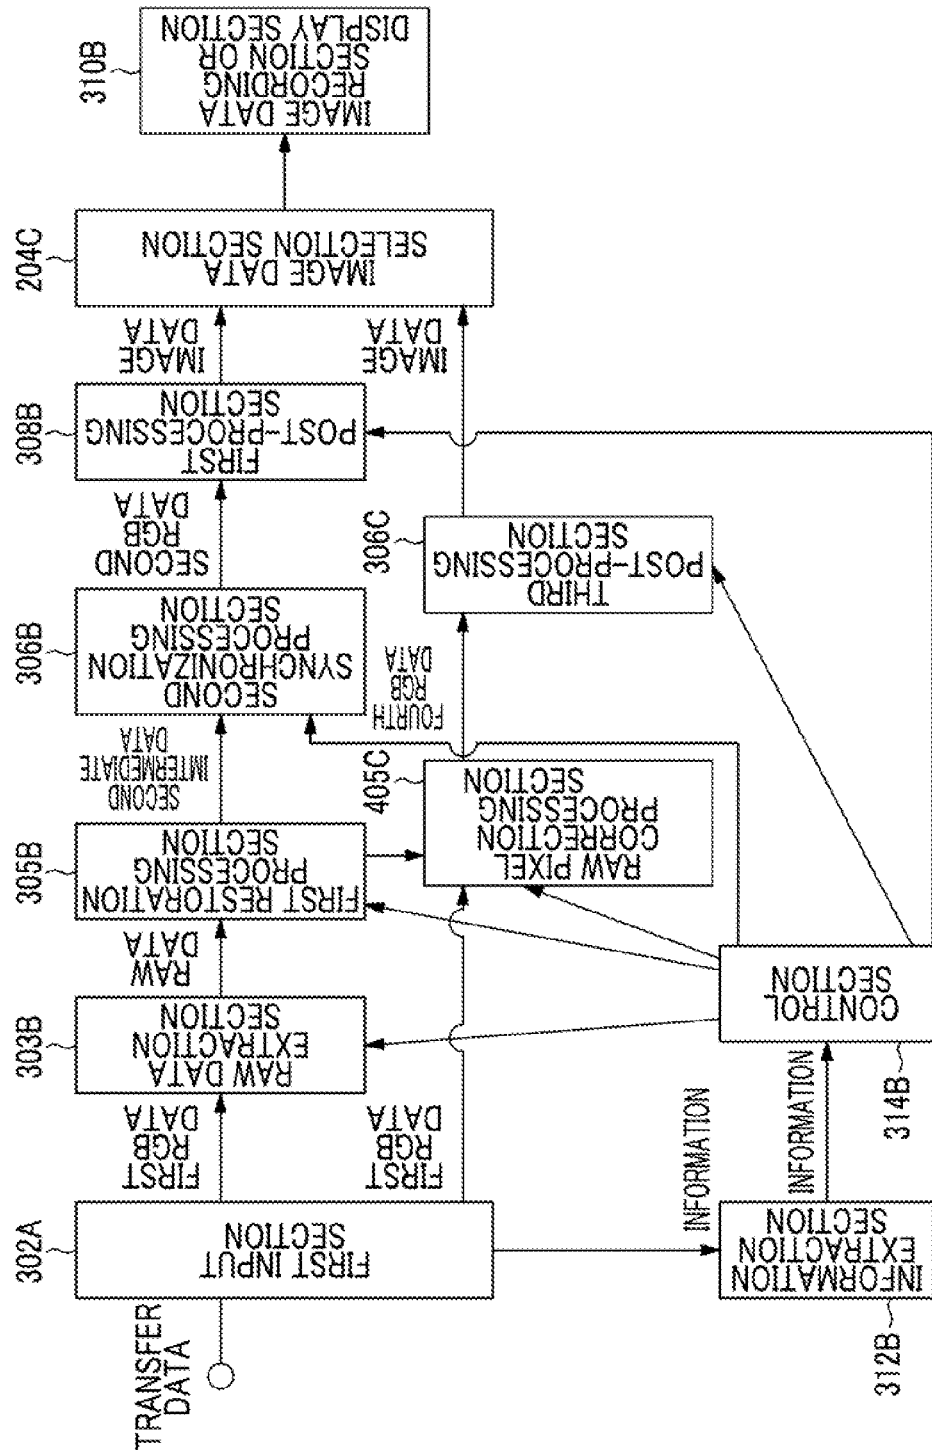 TRANSFER
DATA
302A
FIRST INPUT
SECTION
FIRST
RGB
DATA
303B
RAW DATA
EXTRACTION
SECTION
RAW
DATA
305B
FIRST RESTORATION
PROCESSING
SECTION
SECOND
IMTERMEDIATE
DATA
306B
SECOND
SYNCHRONIZATION
PROCESSING
SECTION
SECOND
RGB
DATA
308B
FIRST
POST-PROCESSING
SECTION
IMAGE
DATA
204C
IMAGE DATA
SELECTION SECTION
310B
IMAGE DATA
RECORDING
SECTION OR
DISPLAY SECTION
FIRST
RGB
DATA
405C
RAW PIXEL
CORRECTION
PROCESSING
SECTION
FOURTH
RGB
DATA
306C
THIRD
POST-PROCESSING
SECTION
IMAGE
DATA
INFORMATION
312B
INFORMATION
EXTRACTION
SECTION
INFORMATION
314B
CONTROL
SECTION